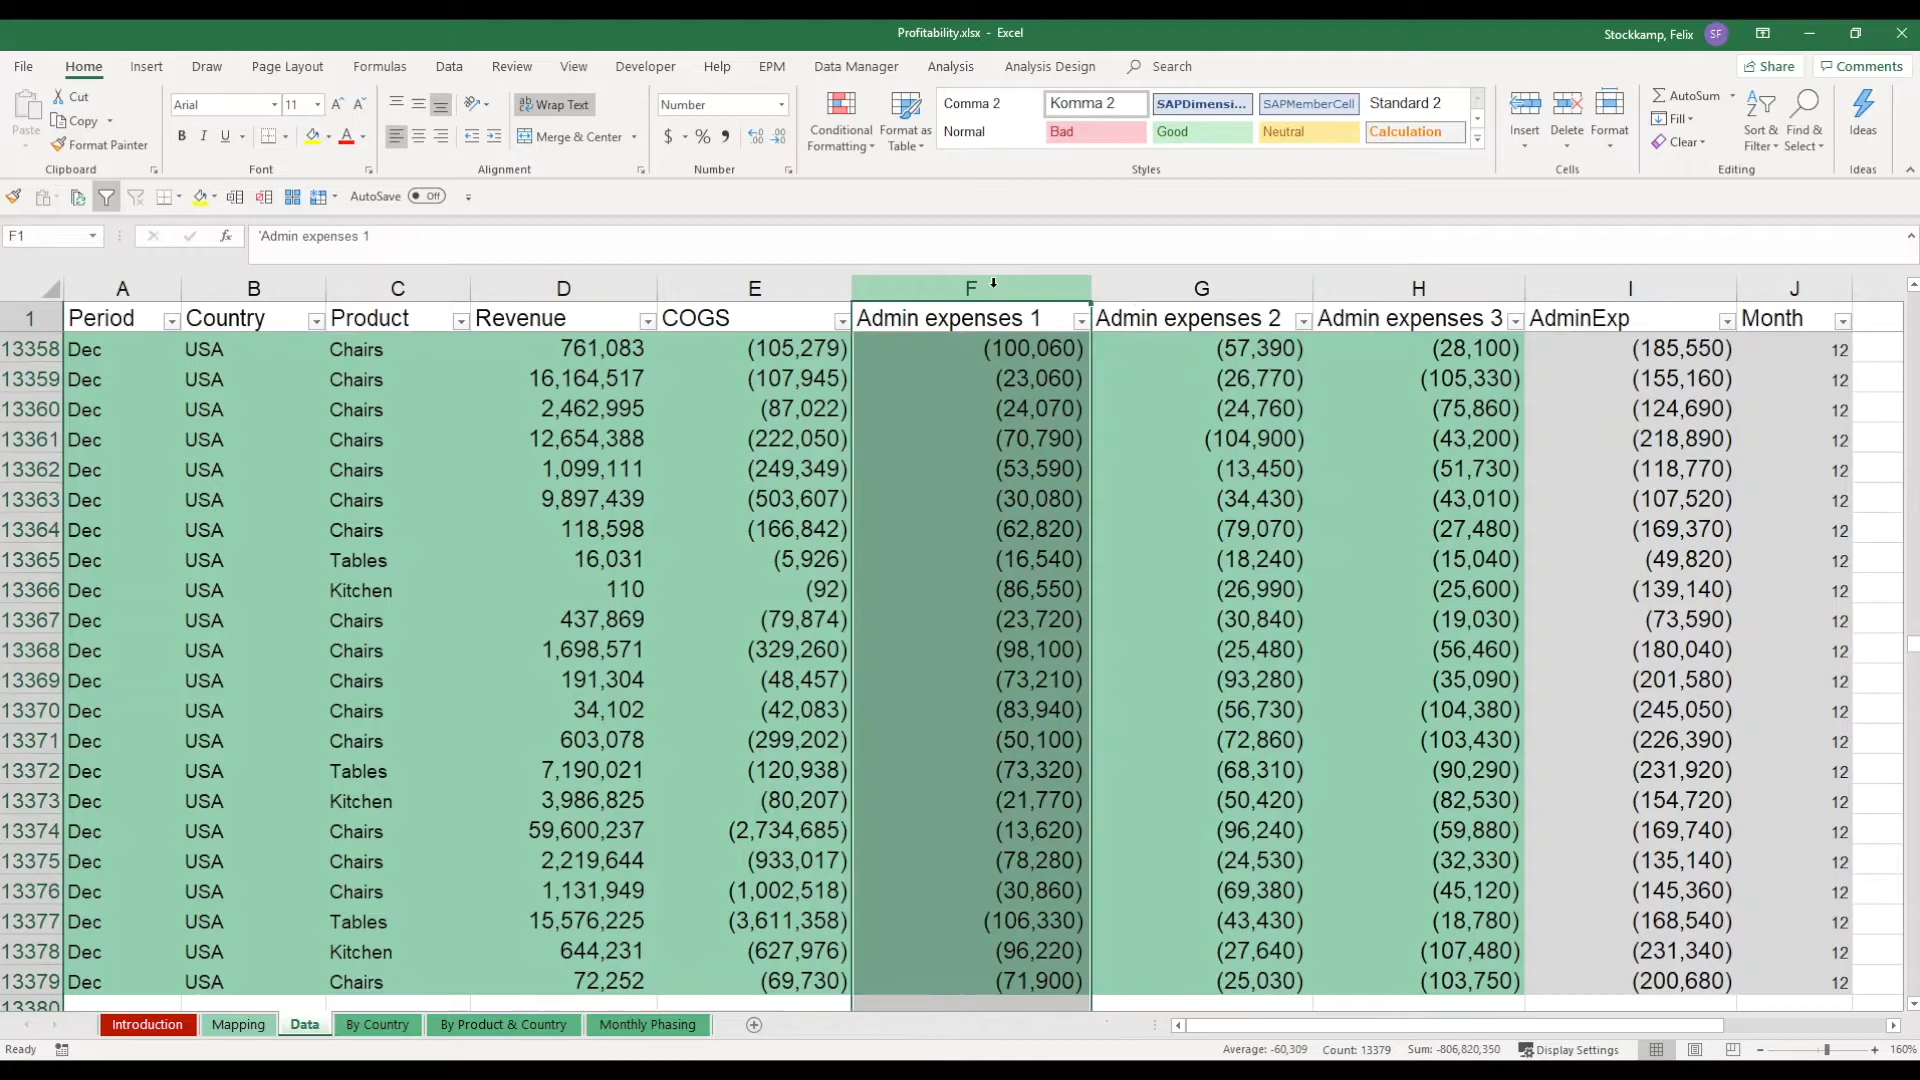 Profitability.xlsx - Excel
Stockkamp, Felix SF
File Home Insert Draw Page Layout Formulas Data Review View Developer Help EPM Data Manager Analysis Analysis Design Search Share Comments
Cut
Copy
Format Painter
Paste
Clipboard
Arial 11
B I U
Font
Wrap Text
Merge & Center
Alignment
Number
$ %
Number
Conditional Formatting
Format as Table
Comma 2 Komma 2 SAPDimensi... SAPMemberCell Standard 2
Normal Bad Good Neutral Calculation
Styles
Insert Delete Format
Cells
AutoSum
Fill
Clear
Sort & Filter
Find & Select
Editing
Ideas
Ideas
AutoSave Off
F1 fx 'Admin expenses 1
A B C D E F G H I J
1 Period Country Product Revenue COGS Admin expenses 1 Admin expenses 2 Admin expenses 3 AdminExp Month
13358 Dec USA Chairs 761,083 (105,279) (100,060) (57,390) (28,100) (185,550) 12
13359 Dec USA Chairs 16,164,517 (107,945) (23,060) (26,770) (105,330) (155,160) 12
13360 Dec USA Chairs 2,462,995 (87,022) (24,070) (24,760) (75,860) (124,690) 12
13361 Dec USA Chairs 12,654,388 (222,050) (70,790) (104,900) (43,200) (218,890) 12
13362 Dec USA Chairs 1,099,111 (249,349) (53,590) (13,450) (51,730) (118,770) 12
13363 Dec USA Chairs 9,897,439 (503,607) (30,080) (34,430) (43,010) (107,520) 12
13364 Dec USA Chairs 118,598 (166,842) (62,820) (79,070) (27,480) (169,370) 12
13365 Dec USA Tables 16,031 (5,926) (16,540) (18,240) (15,040) (49,820) 12
13366 Dec USA Kitchen 110 (92) (86,550) (26,990) (25,600) (139,140) 12
13367 Dec USA Chairs 437,869 (79,874) (23,720) (30,840) (19,030) (73,590) 12
13368 Dec USA Chairs 1,698,571 (329,260) (98,100) (25,480) (56,460) (180,040) 12
13369 Dec USA Chairs 191,304 (48,457) (73,210) (93,280) (35,090) (201,580) 12
13370 Dec USA Chairs 34,102 (42,083) (83,940) (56,730) (104,380) (245,050) 12
13371 Dec USA Chairs 603,078 (299,202) (50,100) (72,860) (103,430) (226,390) 12
13372 Dec USA Tables 7,190,021 (120,938) (73,320) (68,310) (90,290) (231,920) 12
13373 Dec USA Kitchen 3,986,825 (80,207) (21,770) (50,420) (82,530) (154,720) 12
13374 Dec USA Chairs 59,600,237 (2,734,685) (13,620) (96,240) (59,880) (169,740) 12
13375 Dec USA Chairs 2,219,644 (933,017) (78,280) (24,530) (32,330) (135,140) 12
13376 Dec USA Chairs 1,131,949 (1,002,518) (30,860) (69,380) (45,120) (145,360) 12
13377 Dec USA Tables 15,576,225 (3,611,358) (106,330) (43,430) (18,780) (168,540) 12
13378 Dec USA Kitchen 644,231 (627,976) (96,220) (27,640) (107,480) (231,340) 12
13379 Dec USA Chairs 72,252 (69,730) (71,900) (25,030) (103,750) (200,680) 12
13380
Introduction Mapping Data By Country By Product & Country Monthly Phasing
Ready Average: -60,309 Count: 13379 Sum: -806,820,350 Display Settings 160%